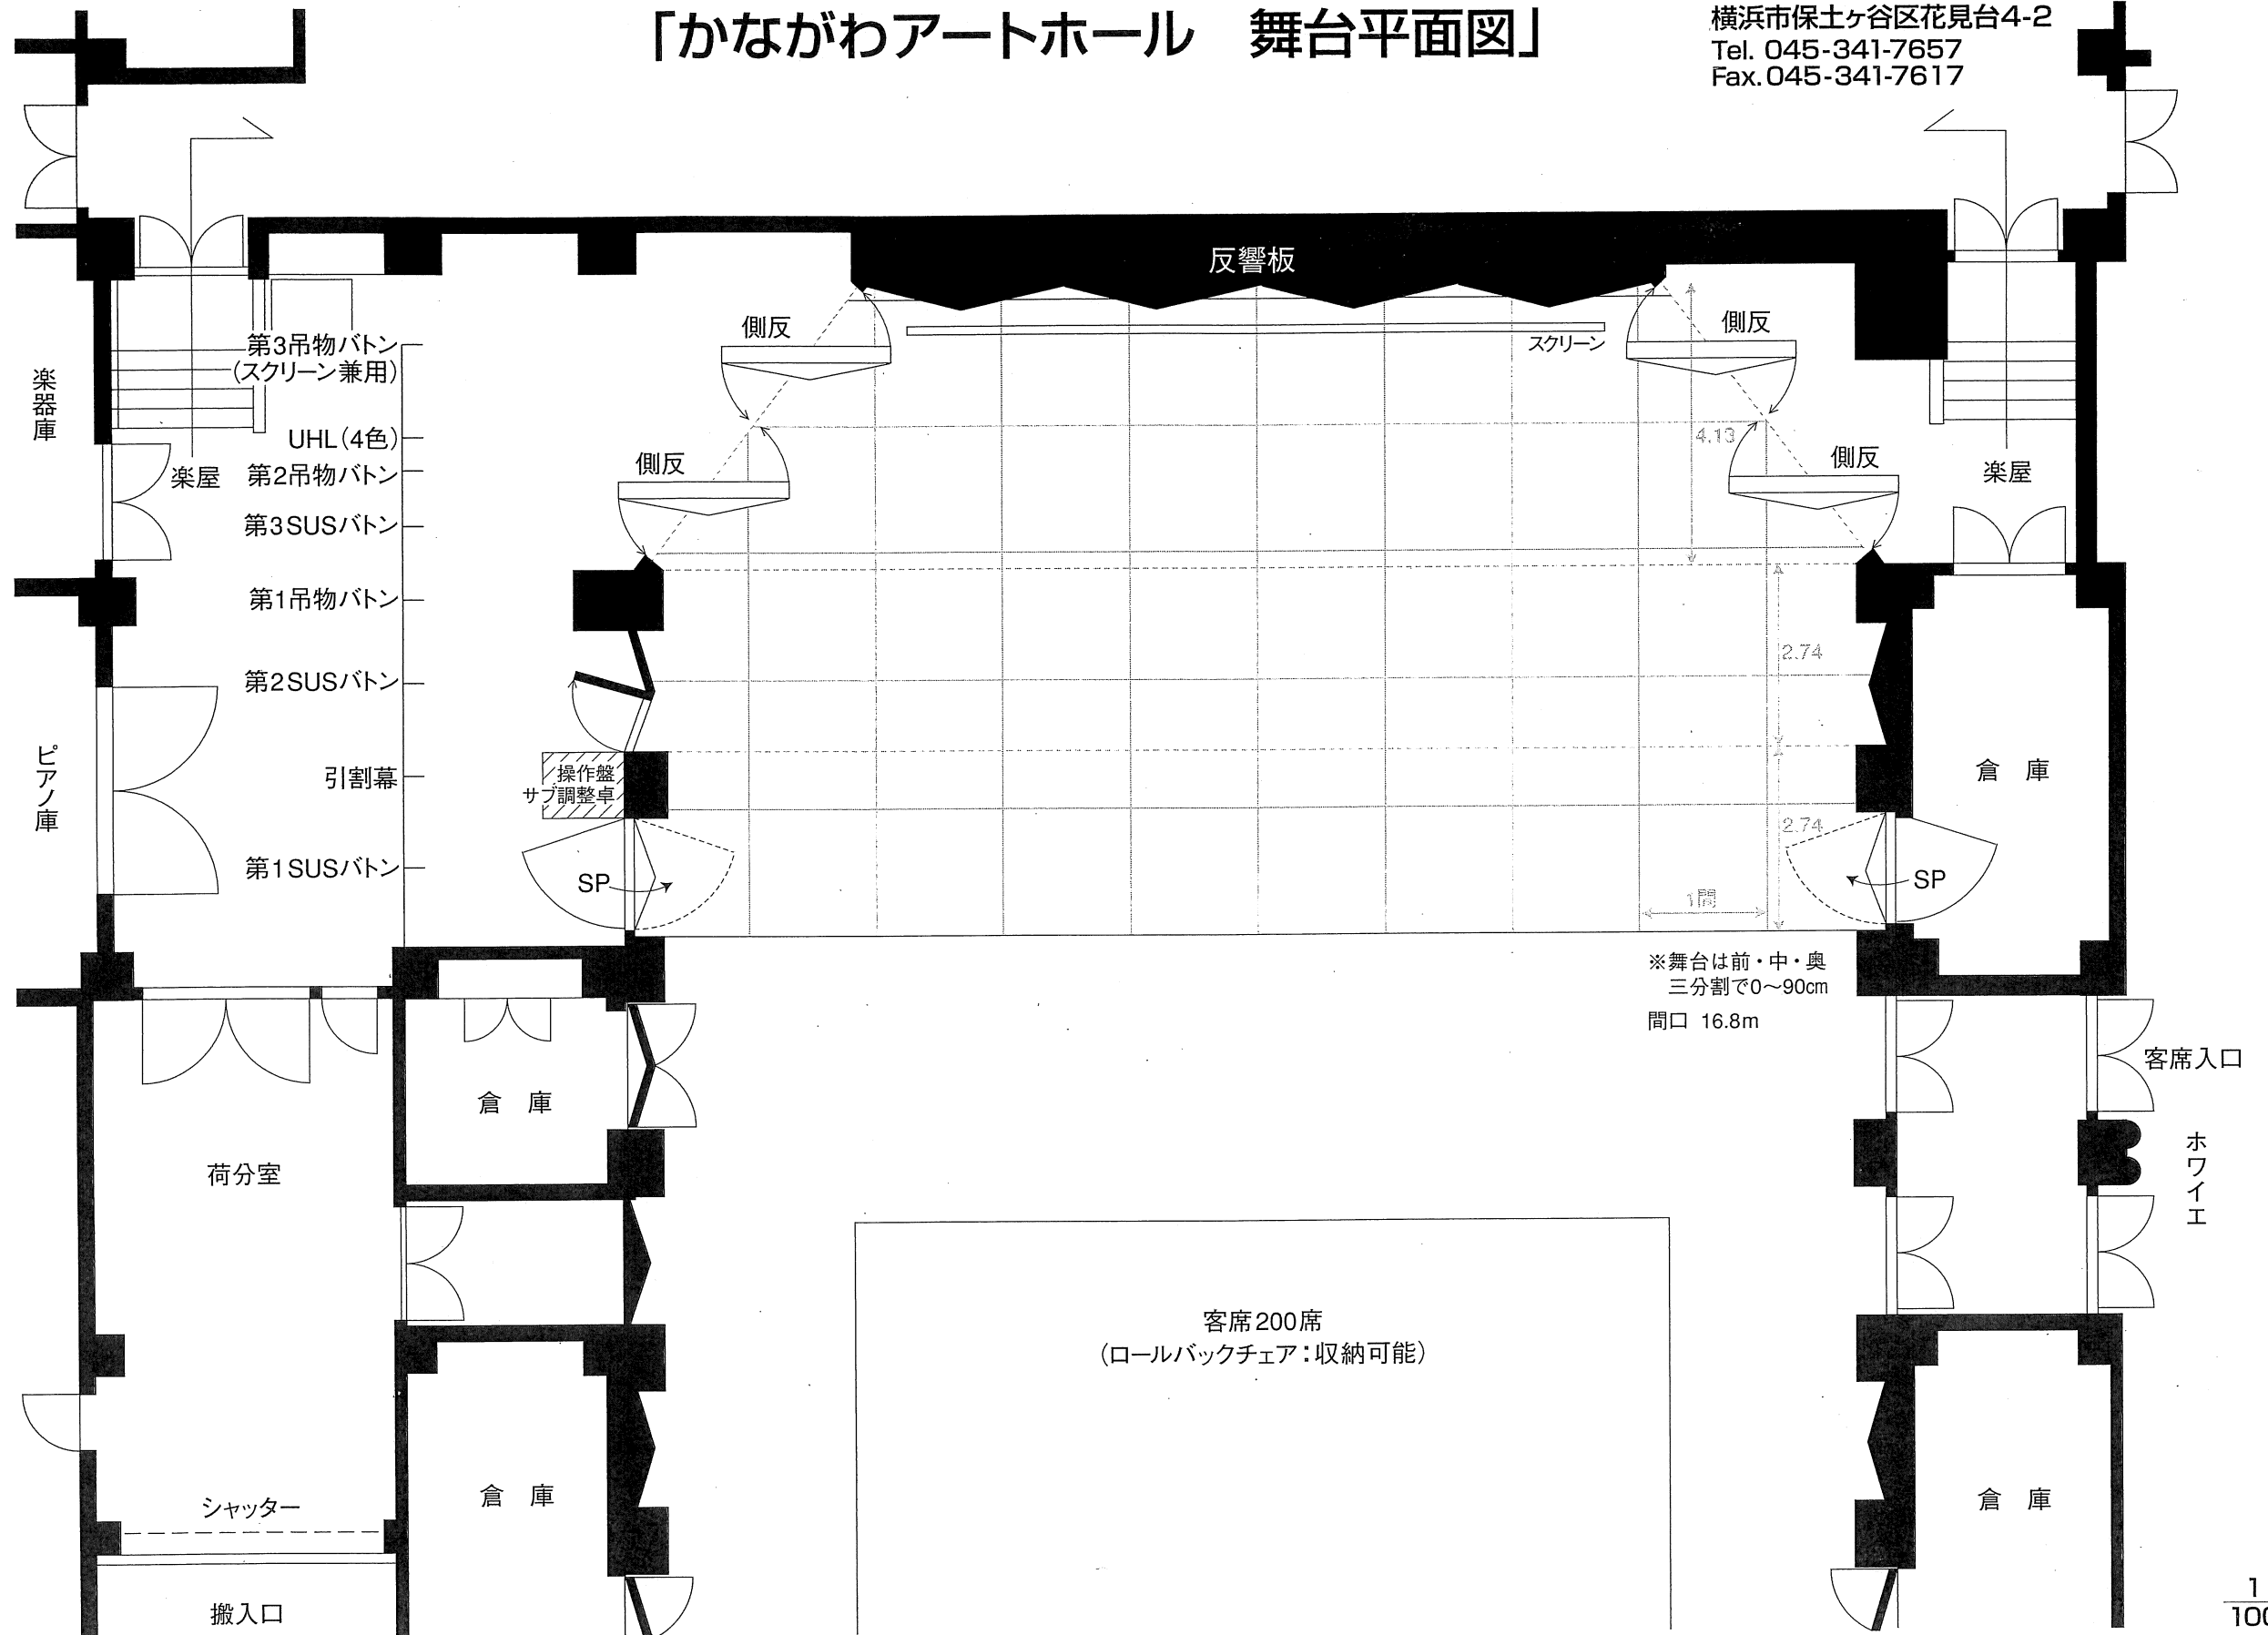 「かながわアートホール　舞台平面図」
横浜市保土ヶ谷区花見台4-2
Tel. 045-341-7657
Fax. 045-341-7617
反響板
側反
側反
スクリーン
第3吊物バトン
(スクリーン兼用)
楽器庫
UHL(4色)
4.13
側反
側反
楽屋
第2吊物バトン
楽屋
第3SUSバトン
第1吊物バトン
2.74
第2SUSバトン
ピアノ庫
引割幕
操作盤
サブ調整卓
倉　庫
2.74
第1SUSバトン
SP
SP
1間
※舞台は前・中・奥
三分割で0〜90cm
間口 16.8m
客席入口
倉　庫
ホワイエ
荷分室
客席200席
(ロールバックチェア：収納可能)
倉　庫
倉　庫
シャッター
搬入口
1
100